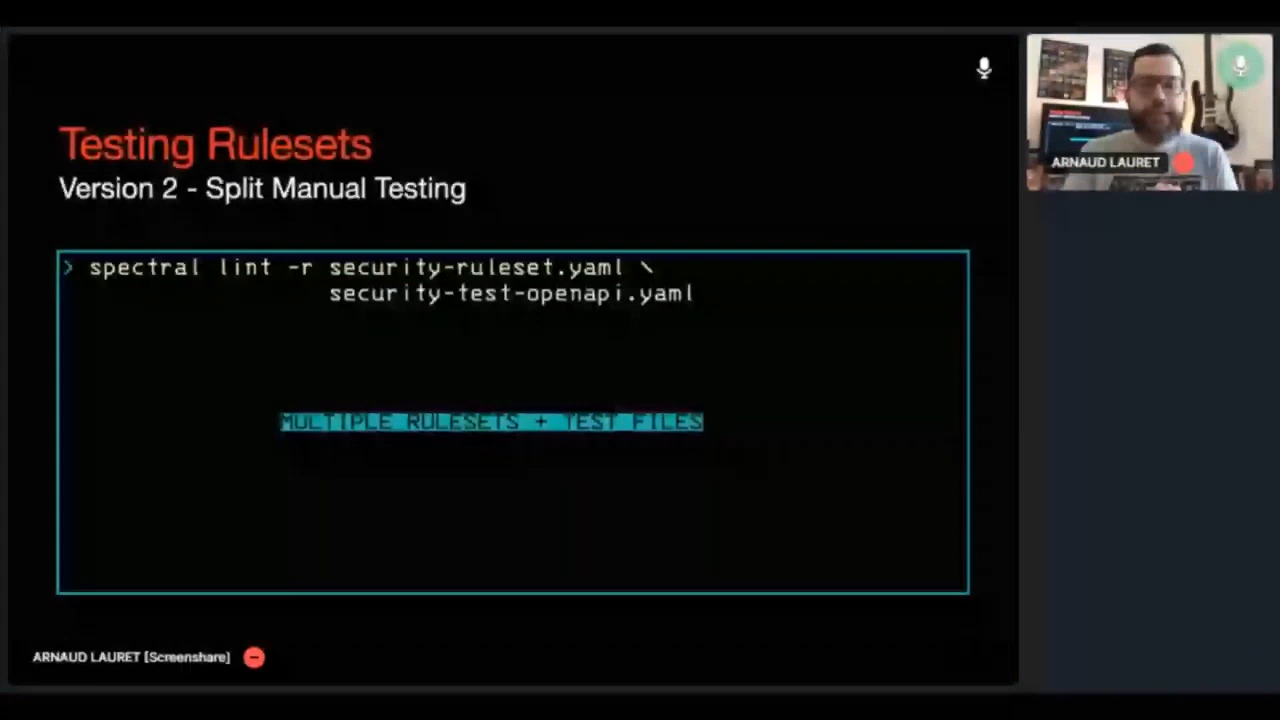 Testing Rulesets
Version 2 - Split Manual Testing
> spectral lint -r security-ruleset.yaml \
security-test-openapi.yaml
MULTIPLE RULESETS + TEST FILES
ARNAUD LAURET [Screenshare]
ARNAUD LAURET